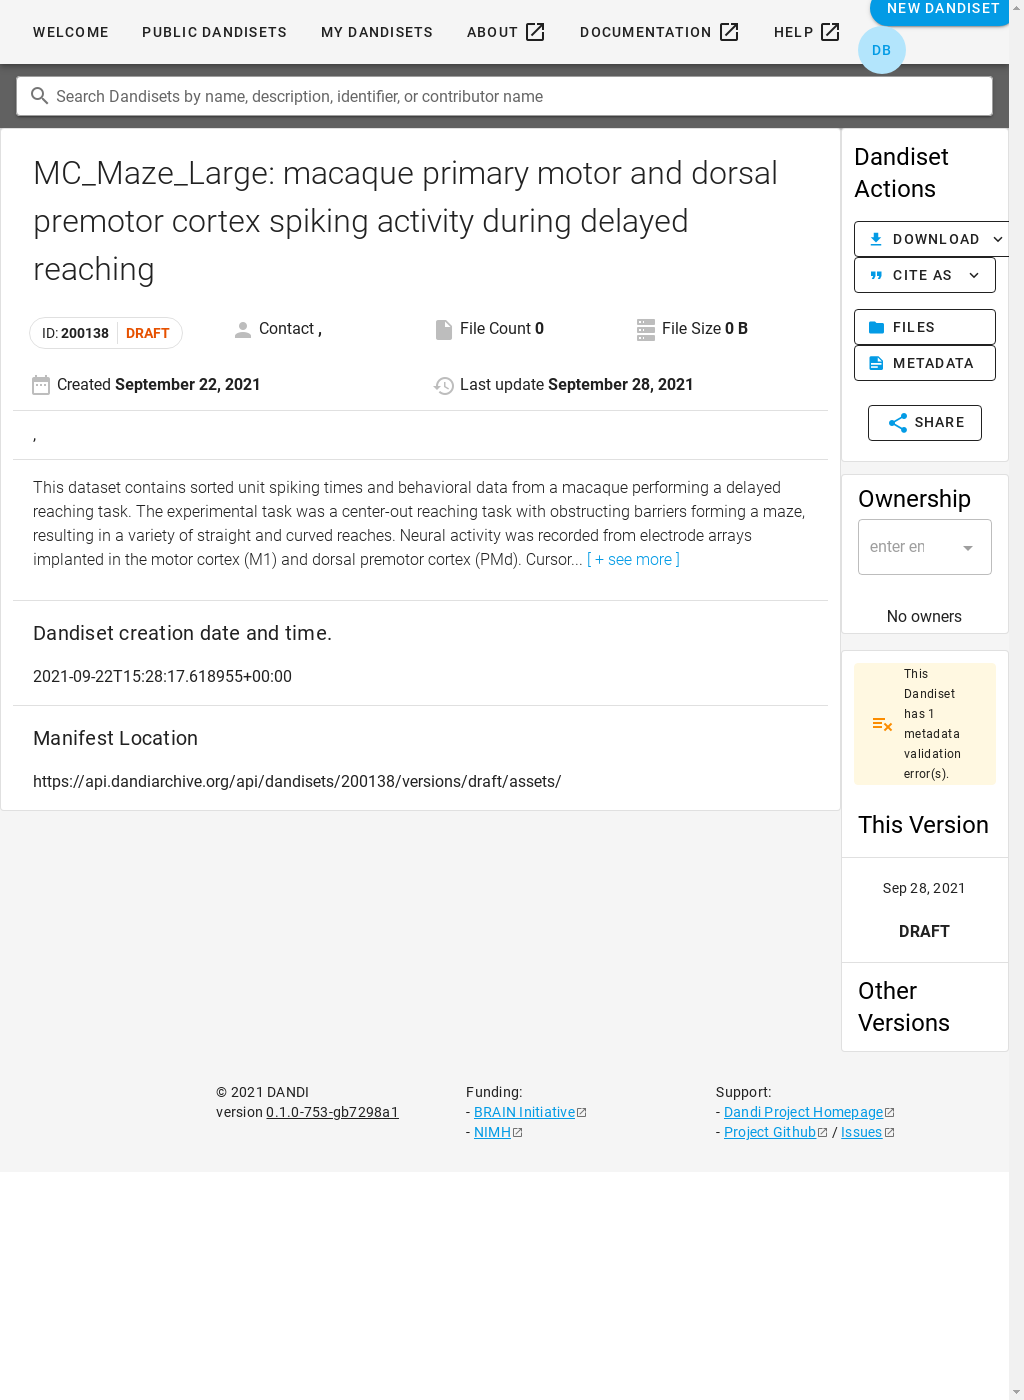 WELCOME PUBLIC DANDISETS MY DANDISETS ABOUT DOCUMENTATION HELP NEW DANDISET
DB
Search Dandisets by name, description, identifier, or contributor name
MC_Maze_Large: macaque primary motor and dorsal
premotor cortex spiking activity during delayed
reaching
ID: 200138 DRAFT Contact , File Count 0 File Size 0 B
Created September 22, 2021 Last update September 28, 2021
,
This dataset contains sorted unit spiking times and behavioral data from a macaque performing a delayed
reaching task. The experimental task was a center-out reaching task with obstructing barriers forming a maze,
resulting in a variety of straight and curved reaches. Neural activity was recorded from electrode arrays
implanted in the motor cortex (M1) and dorsal premotor cortex (PMd). Cursor... [ + see more ]
Dandiset creation date and time.
2021-09-22T15:28:17.618955+00:00
Manifest Location
https://api.dandiarchive.org/api/dandisets/200138/versions/draft/assets/
Dandiset
Actions
DOWNLOAD
CITE AS
FILES
METADATA
SHARE
Ownership
enter en
No owners
This
Dandiset
has 1
metadata
validation
error(s).
This Version
Sep 28, 2021
DRAFT
Other
Versions
© 2021 DANDI
version 0.1.0-753-gb7298a1
Funding:
- BRAIN Initiative
- NIMH
Support:
- Dandi Project Homepage
- Project Github / Issues